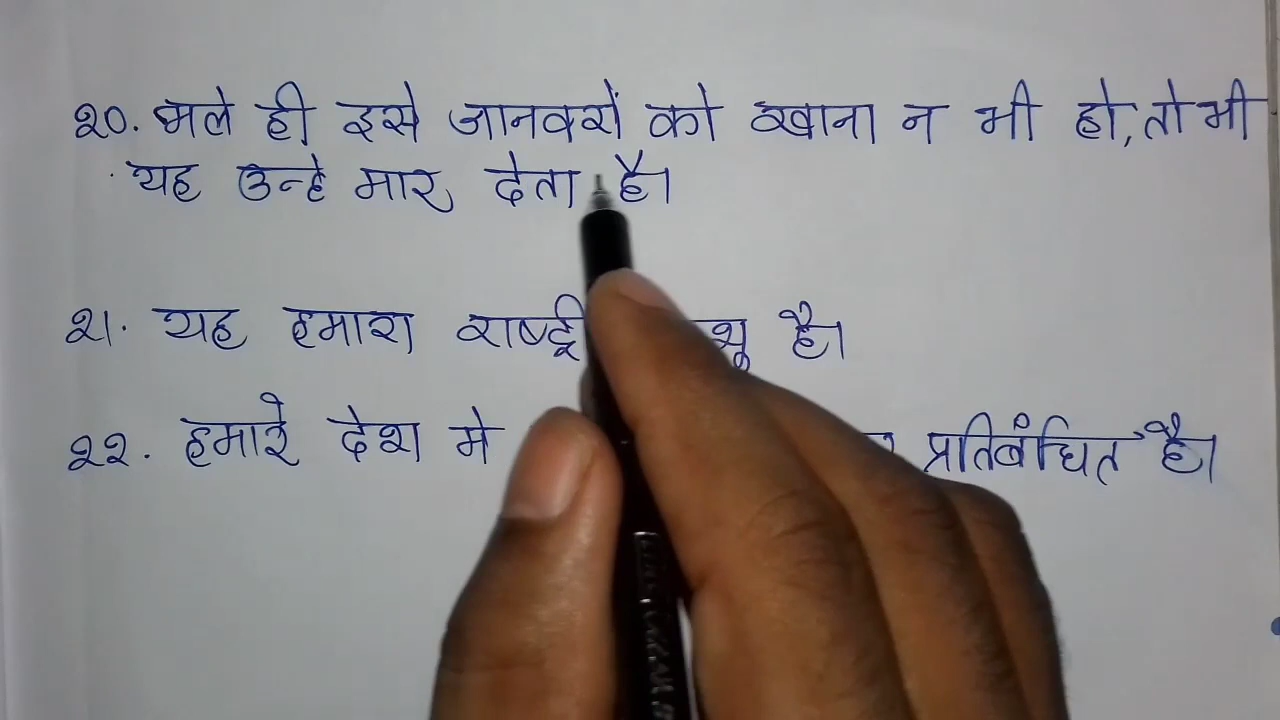 २०. भले ही इसे जानवरों को खाना न भी हो, तो भी
यह उन्हे मार देता है।
२१. यह हमारा राष्ट्री है।
२२. हमारे देश मे प्रतिबंधित है।